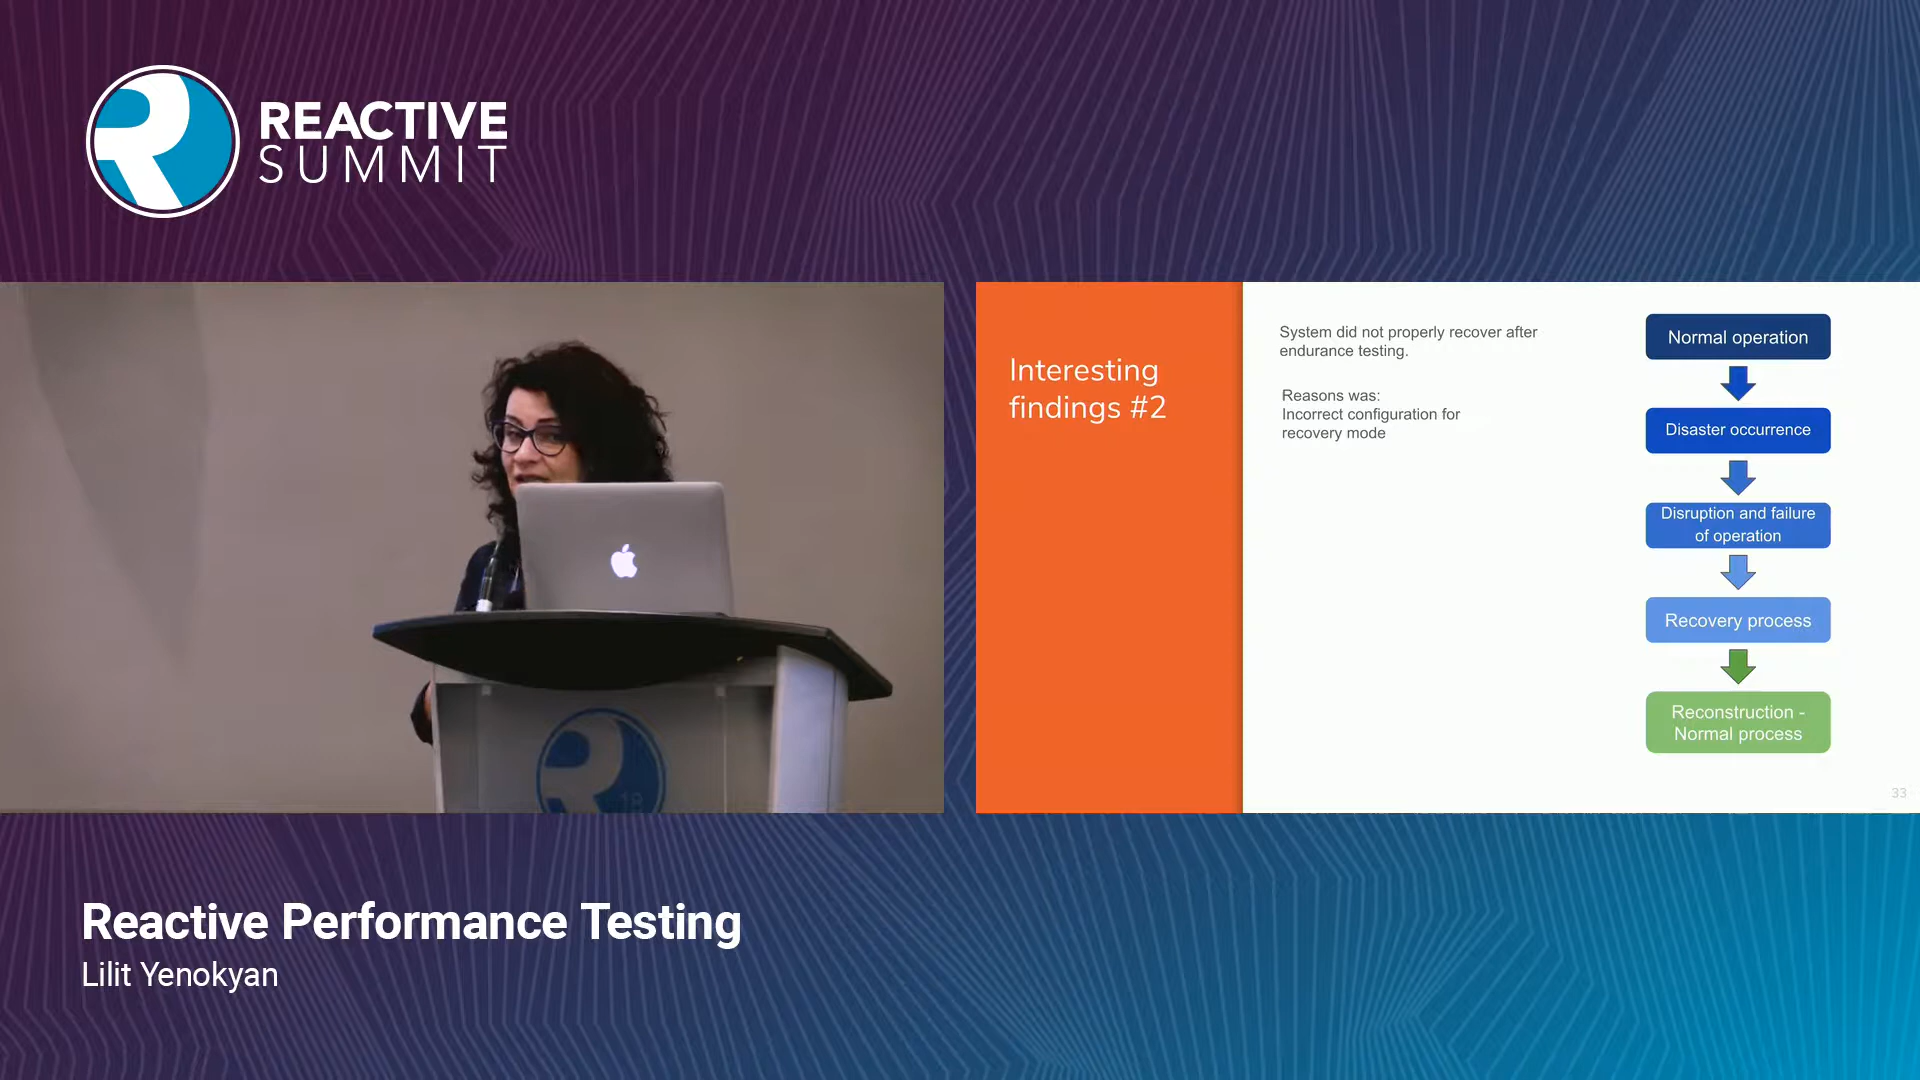 REACTIVE
SUMMIT
Interesting
findings #2
System did not properly recover after
endurance testing.
Reasons was:
Incorrect configuration for
recovery mode
Normal operation
Disaster occurrence
Disruption and failure
of operation
Recovery process
Reconstruction -
Normal process
33
18
Reactive Performance Testing
Lilit Yenokyan